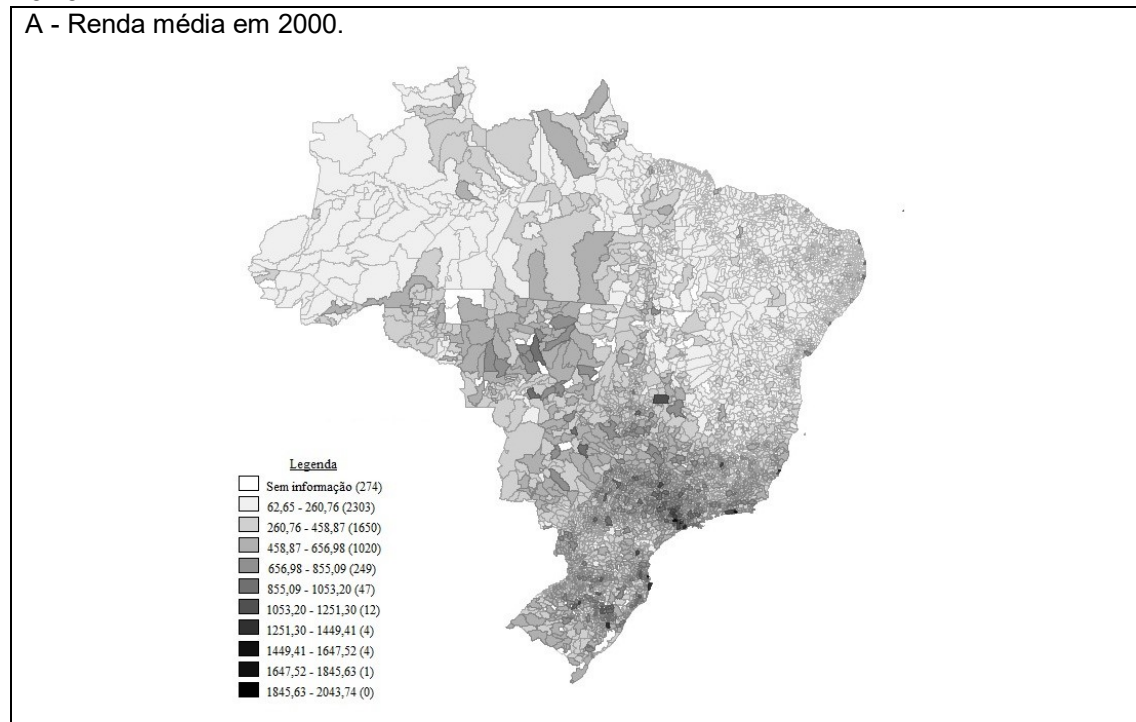 A - Renda média em 2000.
Legenda
Sem informação (274)
62,65 - 260,76 (2303)
260,76 - 458,87 (1650)
458,87 - 656,98 (1020)
656,98 - 855,09 (249)
855,09 - 1053,20 (47)
1053,20 - 1251,30 (12)
1251,30 - 1449,41 (4)
1449,41 - 1647,52 (4)
1647,52 - 1845,63 (1)
1845,63 - 2043,74 (0)